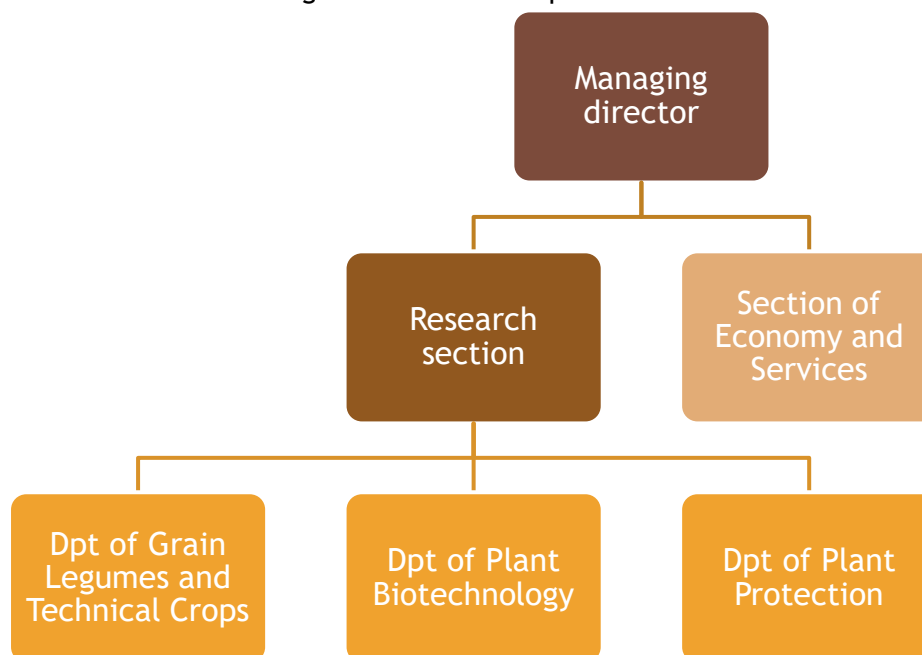 Managing
director
Research
section
Section of
Economy and
Services
Dpt of Grain
Legumes and
Technical Crops
Dpt of Plant
Biotechnology
Dpt of Plant
Protection